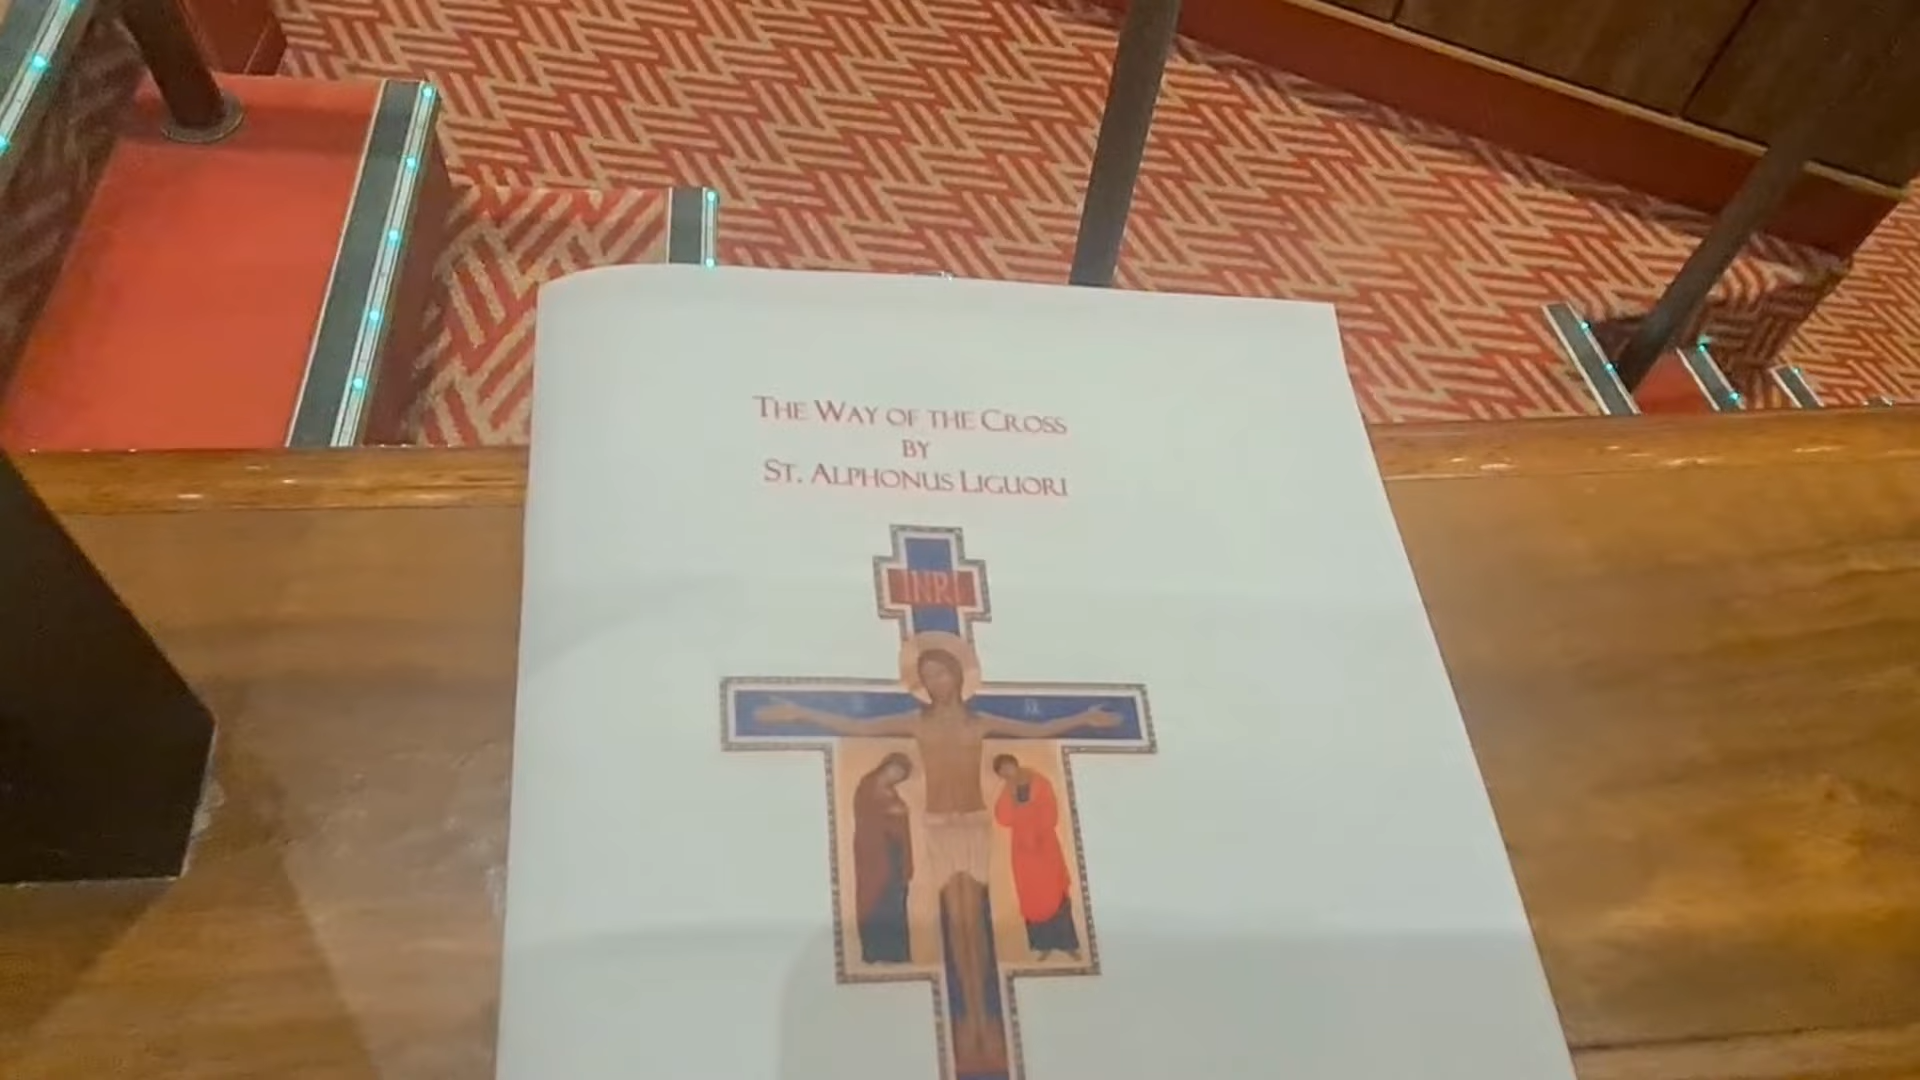 THE WAY OF THE CROSS
BY
ST. ALPHONUS LIGUORI
INRI